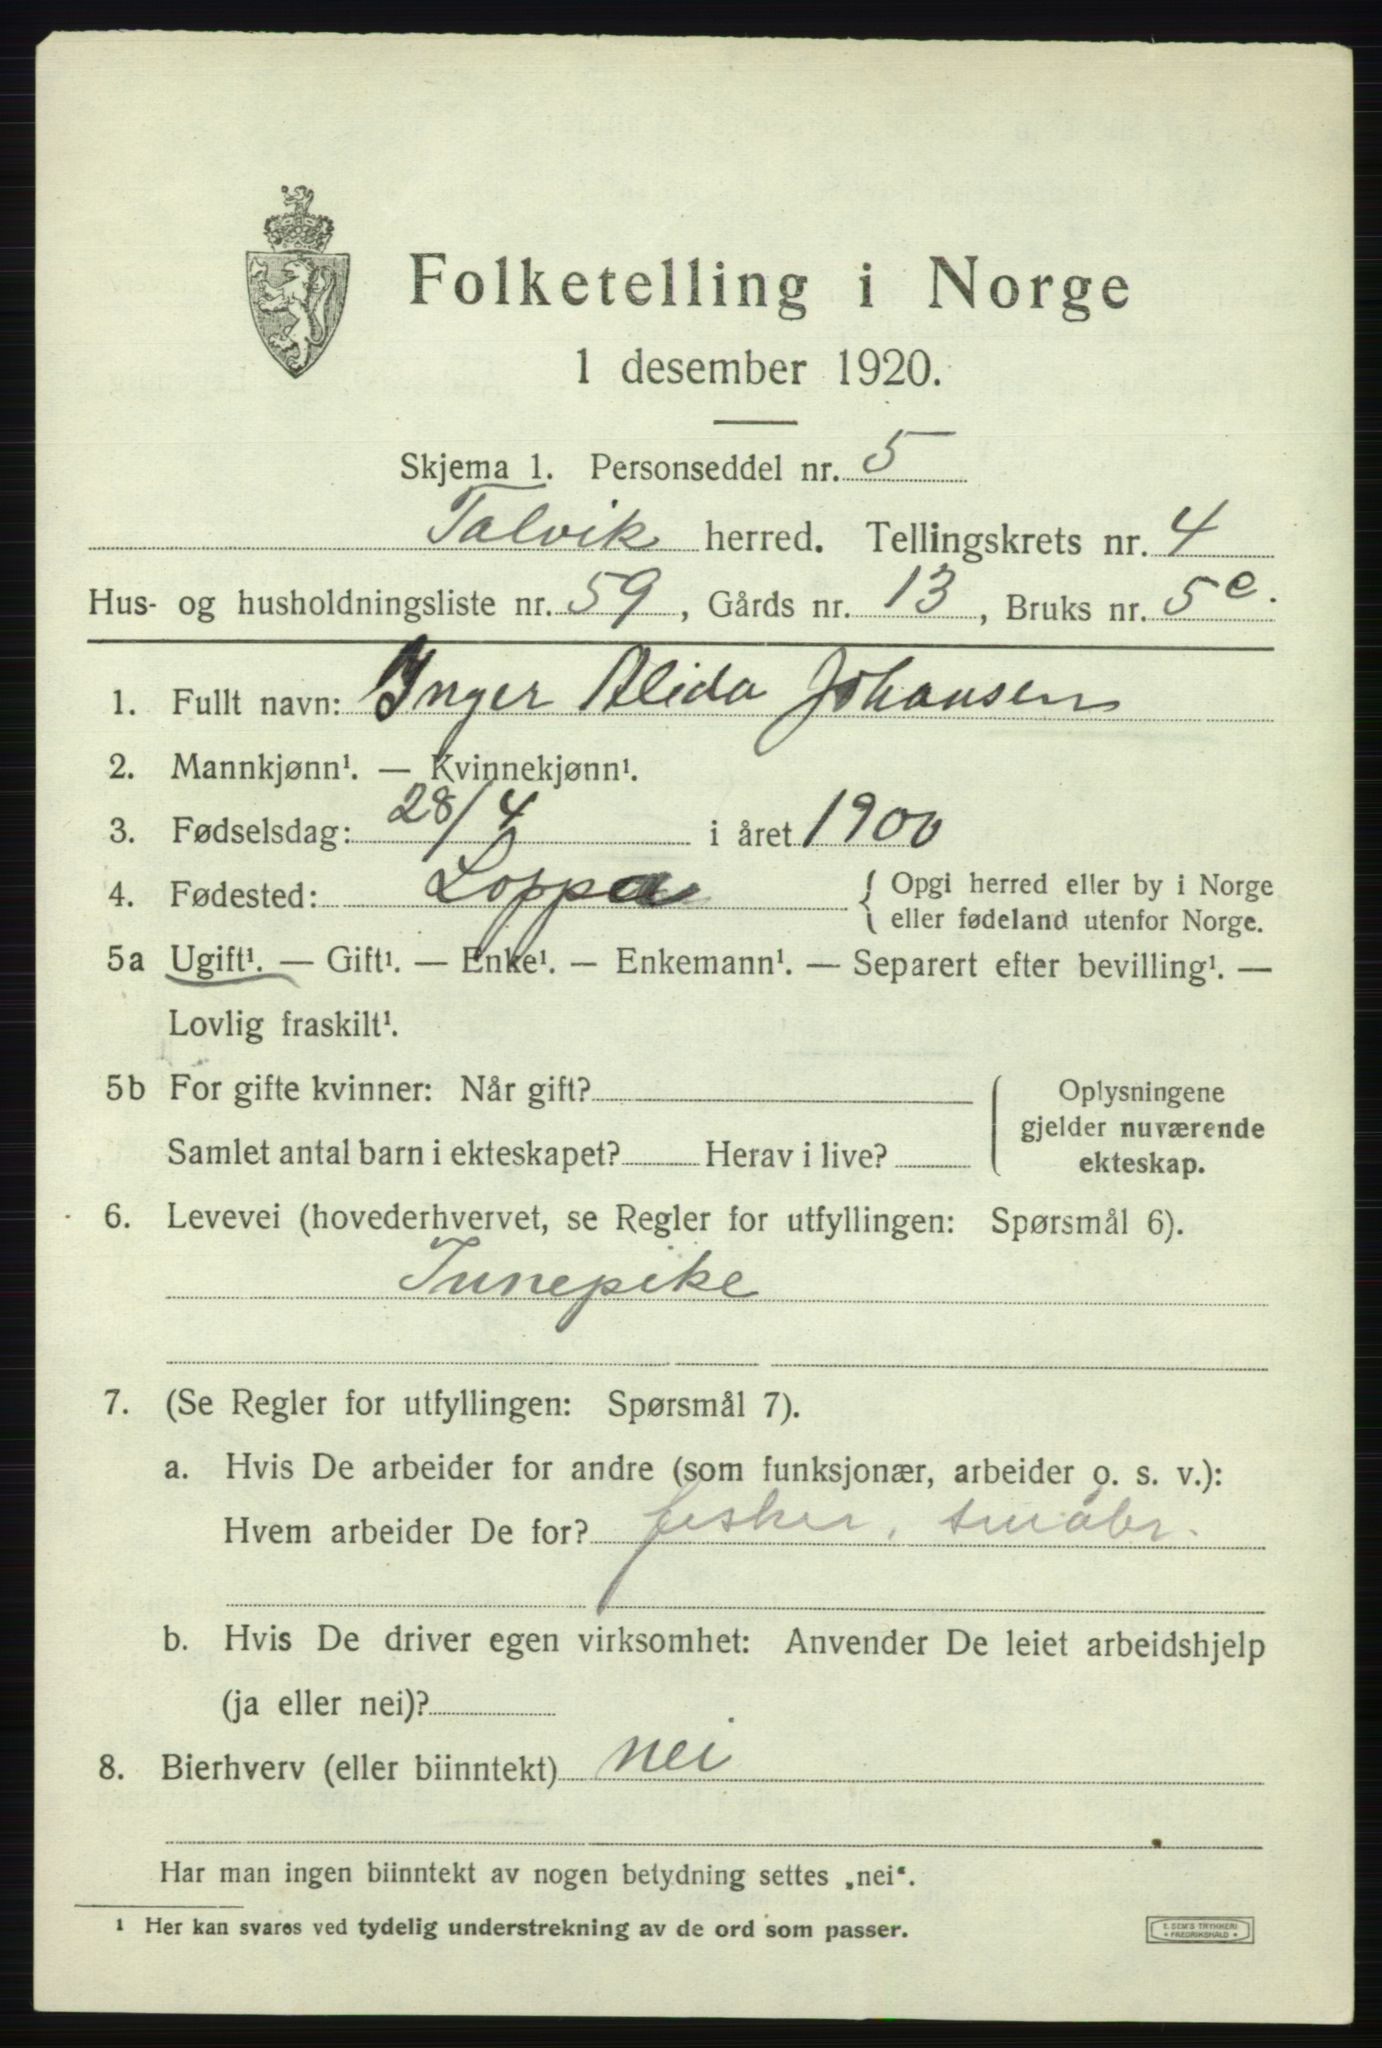 Folketelling i Norge
1 desember 1920.
Skjema 1. Personseddel nr. 5
Talvik herred. Tellingskrets nr. 4
Hus- og husholdningsliste nr. 59, Gårds nr. 13, Bruks nr. 5e.
1. Fullt navn: Inger Alida Johansen
2. Mannkjønn¹. — Kvinnekjønn¹.
3. Fødselsdag: 28/4 i året 1900
4. Fødested: Loppa { Opgi herred eller by i Norge
eller fødeland utenfor Norge.
5a Ugift¹. — Gift¹. — Enke¹. — Enkemann¹. — Separert efter bevilling¹. —
Lovlig fraskilt¹.
5b For gifte kvinner: Når gift?
Samlet antal barn i ekteskapet? Herav i live?
Oplysningene
gjelder nuværende
ekteskap.
6. Levevei (hovederhvervet, se Regler for utfyllingen: Spørsmål 6).
Tunepike
7. (Se Regler for utfyllingen: Spørsmål 7).
a. Hvis De arbeider for andre (som funksjonær, arbeider o. s. v.):
Hvem arbeider De for? fisker, småbr.
b. Hvis De driver egen virksomhet: Anvender De leiet arbeidshjelp
(ja eller nei)?
8. Bierhverv (eller biinntekt) nei
Har man ingen biinntekt av nogen betydning settes „nei“.
¹ Her kan svares ved tydelig understrekning av de ord som passer.
E. SEM'S TRYKKERI
* FREDRIKSHALD *